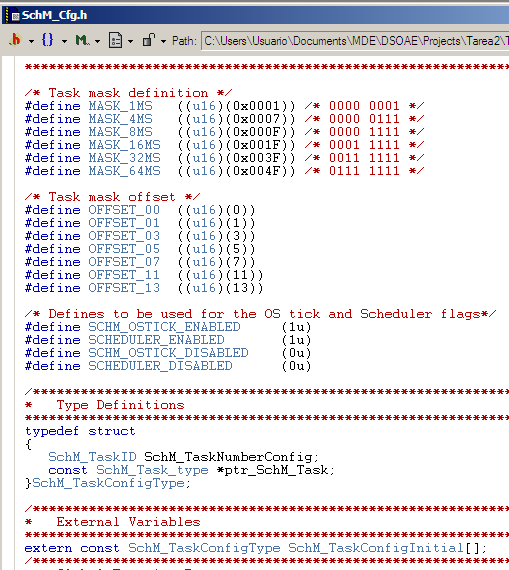 SchM_Cfg.h
.h {} M. Path: C:\Users\Usuario\Documents\MDE\DSOAE\Projects\Tarea2\T
****************************************************************
/* Task mask definition */
#define MASK_1MS ((u16)(0x0001)) /* 0000 0001 */
#define MASK_4MS ((u16)(0x0007)) /* 0000 0111 */
#define MASK_8MS ((u16)(0x000F)) /* 0000 1111 */
#define MASK_16MS ((u16)(0x001F)) /* 0001 1111 */
#define MASK_32MS ((u16)(0x003F)) /* 0011 1111 */
#define MASK_64MS ((u16)(0x004F)) /* 0111 1111 */
/* Task mask offset */
#define OFFSET_00 ((u16)(0))
#define OFFSET_01 ((u16)(1))
#define OFFSET_03 ((u16)(3))
#define OFFSET_05 ((u16)(5))
#define OFFSET_07 ((u16)(7))
#define OFFSET_11 ((u16)(11))
#define OFFSET_13 ((u16)(13))
/* Defines to be used for the OS tick and Scheduler flags*/
#define SCHM_OSTICK_ENABLED (1u)
#define SCHEDULER_ENABLED (1u)
#define SCHM_OSTICK_DISABLED (0u)
#define SCHEDULER_DISABLED (0u)
/***************************************************************
* Type Definitions
****************************************************************
typedef struct
{
SchM_TaskID SchM_TaskNumberConfig;
const SchM_Task_type *ptr_SchM_Task;
}SchM_TaskConfigType;
/***************************************************************
* External Variables
****************************************************************
extern const SchM_TaskConfigType SchM_TaskConfigInitial[];
/***************************************************************